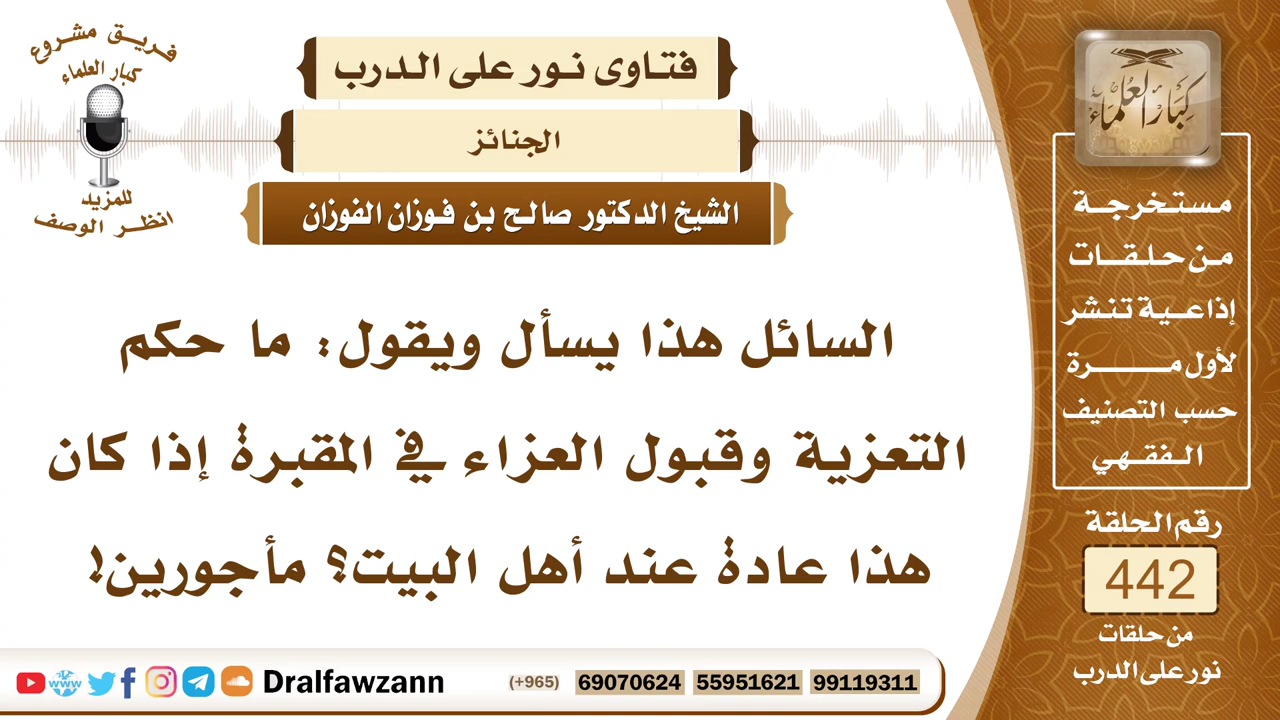 فريق مشروع
كبار العلماء
للمزيد
انظر الوصف
فتاوى نور على الدرب
الجنائز
الشيخ الدكتور صالح بن فوزان الفوزان
السائل هذا يسأل ويقول: ما حكم
التعزية وقبول العزاء في المقبرة إذا كان
هذا عادة عند أهل البيت؟ مأجورين!
كبار العلماء
مستخرجة
من حلقات
إذاعية تنشر
لأول مرة
حسب التصنيف
الفقهي
رقم الحلقة
442
من حلقات
نور على الدرب
www
Dralfawzann (+965) 69070624 55951621 99119311